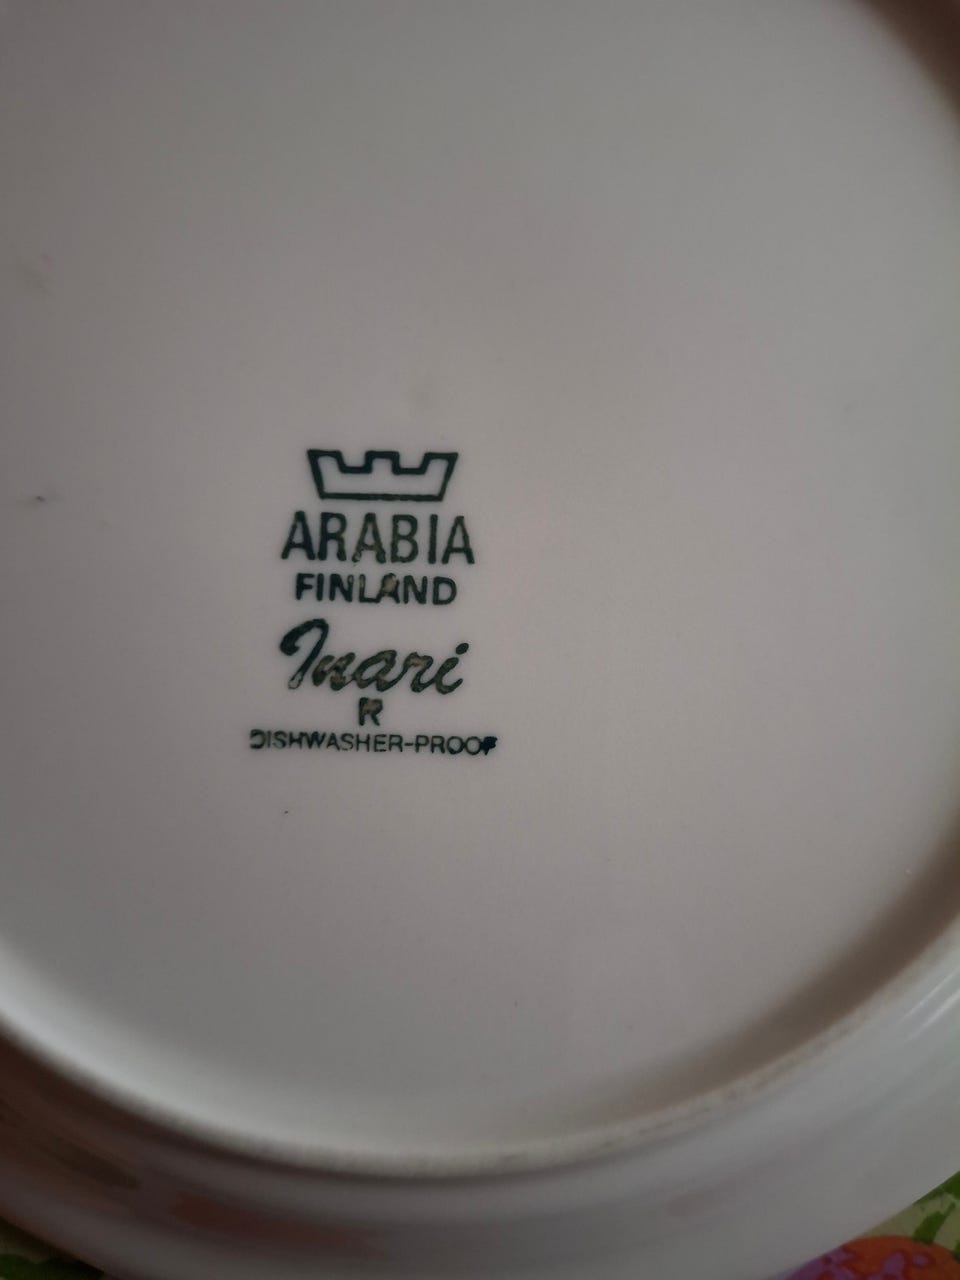 ARABIA
FINLAND
Inari
R
DISHWASHER-PROOF